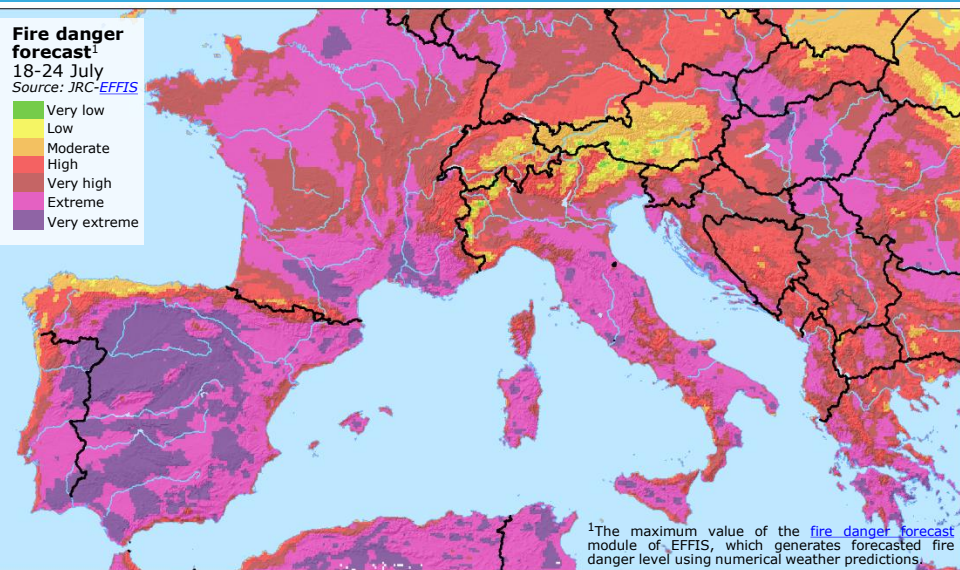 Fire danger
forecast¹
18-24 July
Source: JRC-EFFIS
Very low
Low
Moderate
High
Very high
Extreme
Very extreme
¹The maximum value of the fire danger forecast
module of EFFIS, which generates forecasted fire
danger level using numerical weather predictions.